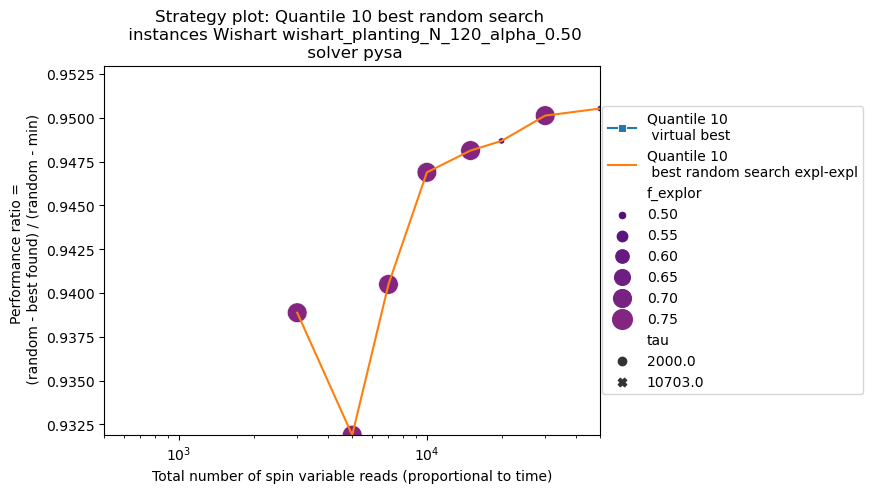 Strategy plot: Quantile 10 best random search
instances Wishart wishart_planting_N_120_alpha_0.50
solver pysa
Performance ratio =
(random - best found) / (random - min)
0.9525
0.9500
0.9475
0.9450
0.9425
0.9400
0.9375
0.9350
0.9325
10^3
10^4
Total number of spin variable reads (proportional to time)
Quantile 10
virtual best
Quantile 10
best random search expl-expl
f_explor
0.50
0.55
0.60
0.65
0.70
0.75
tau
2000.0
10703.0